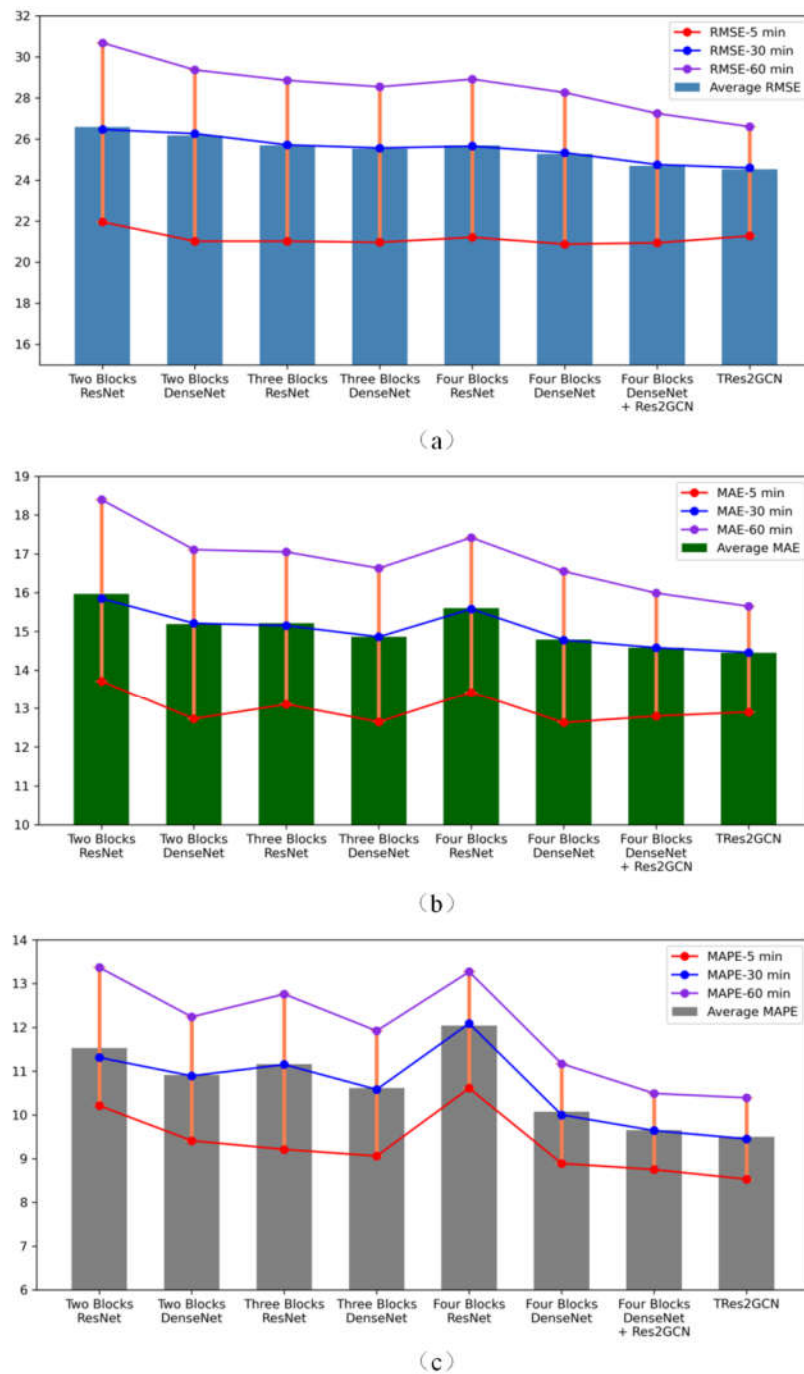 32
30
28
26
24
22
20
18
16
RMSE-5 min
RMSE-30 min
RMSE-60 min
Average RMSE
Two Blocks
ResNet
Two Blocks
DenseNet
Three Blocks
ResNet
Three Blocks
DenseNet
Four Blocks
ResNet
Four Blocks
DenseNet
Four Blocks
DenseNet
+ Res2GCN
TRes2GCN
（a）
19
18
17
16
15
14
13
12
11
10
MAE-5 min
MAE-30 min
MAE-60 min
Average MAE
Two Blocks
ResNet
Two Blocks
DenseNet
Three Blocks
ResNet
Three Blocks
DenseNet
Four Blocks
ResNet
Four Blocks
DenseNet
Four Blocks
DenseNet
+ Res2GCN
TRes2GCN
（b）
14
13
12
11
10
9
8
7
6
MAPE-5 min
MAPE-30 min
MAPE-60 min
Average MAPE
Two Blocks
ResNet
Two Blocks
DenseNet
Three Blocks
ResNet
Three Blocks
DenseNet
Four Blocks
ResNet
Four Blocks
DenseNet
Four Blocks
DenseNet
+ Res2GCN
TRes2GCN
（c）